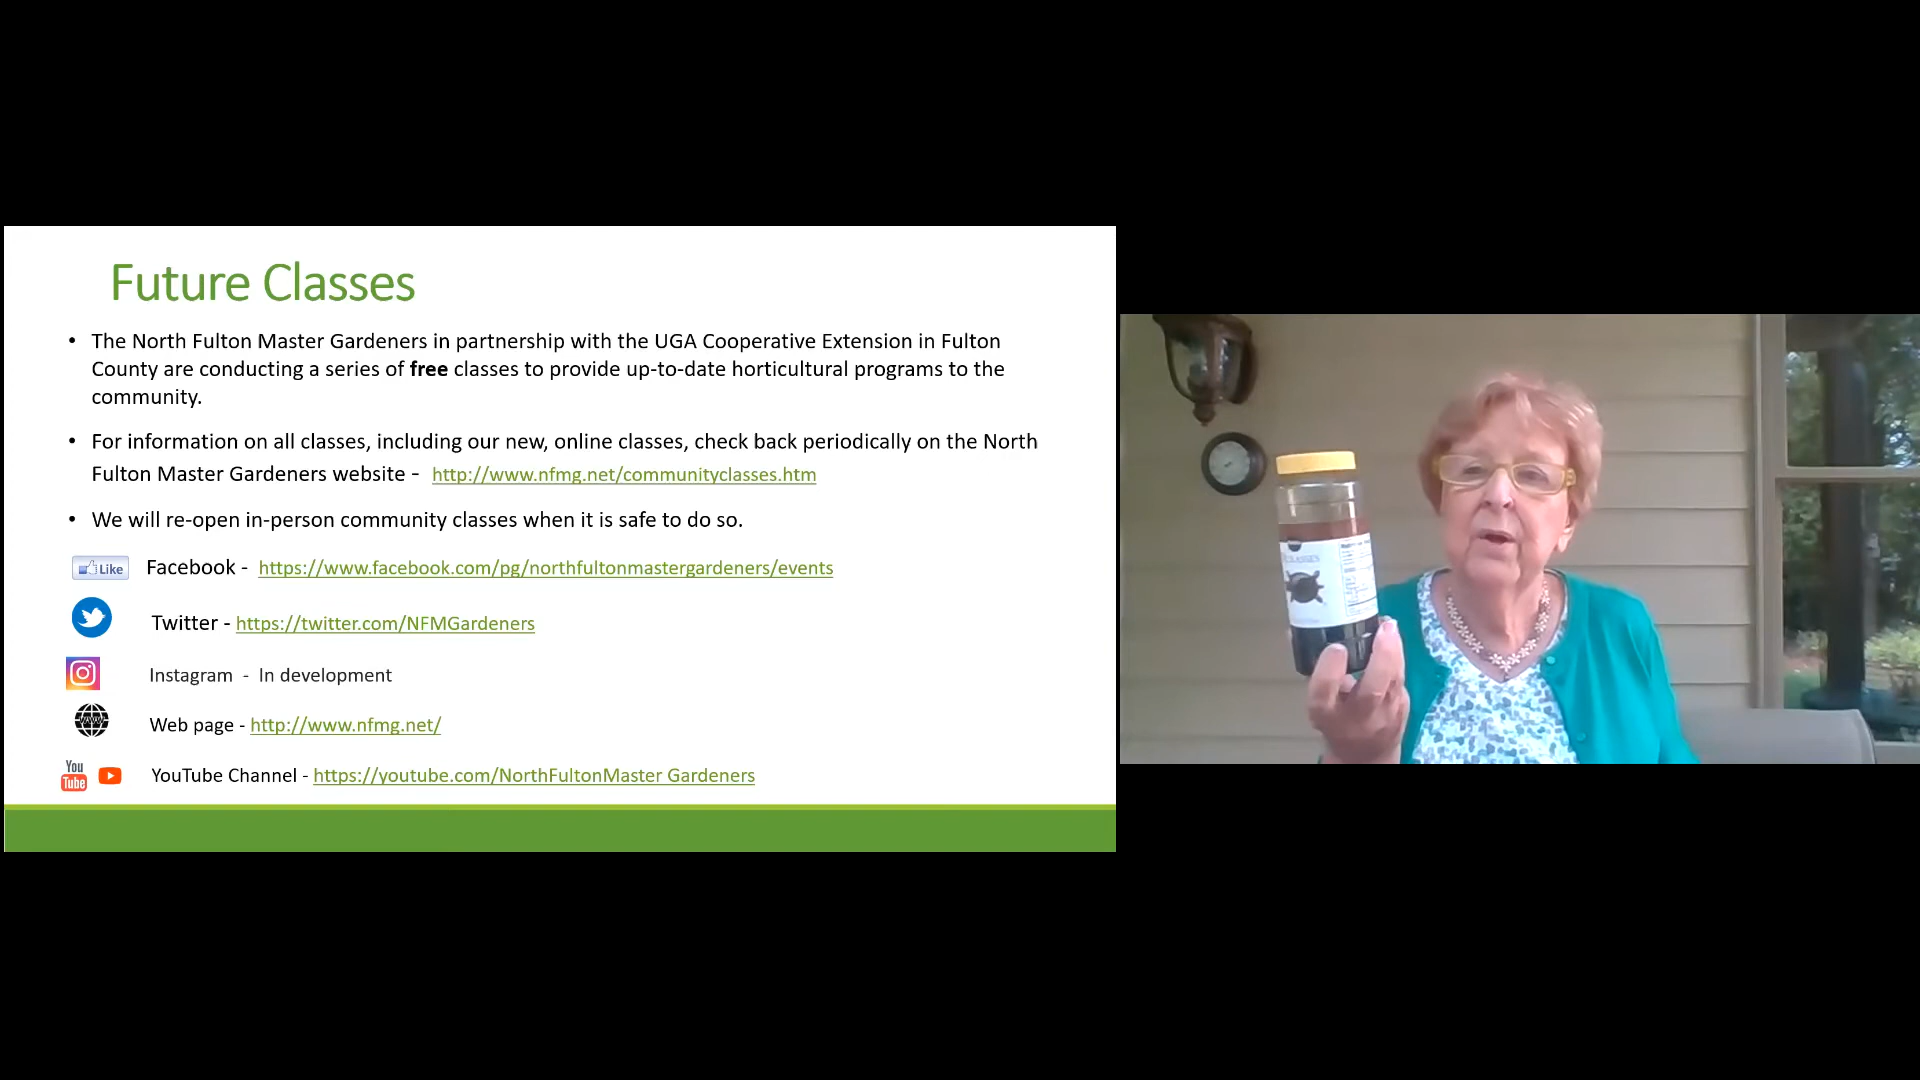 Future Classes
• The North Fulton Master Gardeners in partnership with the UGA Cooperative Extension in Fulton
County are conducting a series of free classes to provide up-to-date horticultural programs to the
community.
• For information on all classes, including our new, online classes, check back periodically on the North
Fulton Master Gardeners website - http://www.nfmg.net/communityclasses.htm
• We will re-open in-person community classes when it is safe to do so.
Like Facebook - https://www.facebook.com/pg/northfultonmastergardeners/events
Twitter - https://twitter.com/NFMGardeners
Instagram - In development
Web page - http://www.nfmg.net/
You Tube YouTube Channel - https://youtube.com/NorthFultonMaster Gardeners